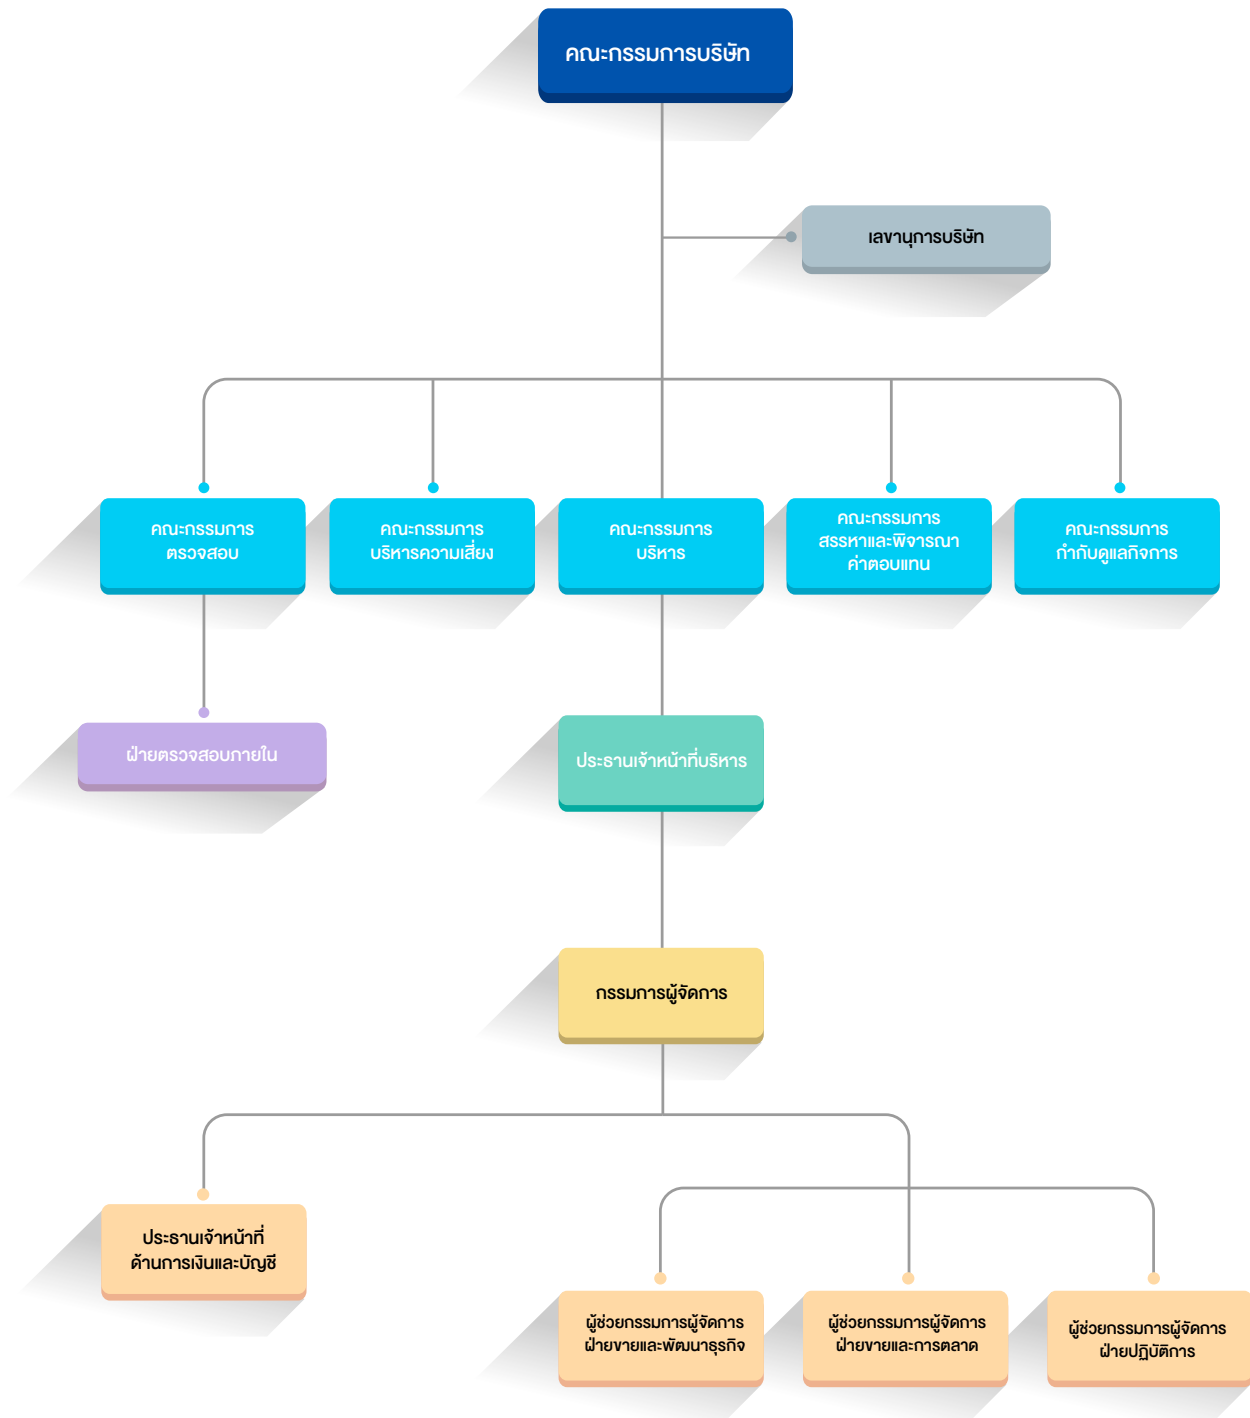 คณะกรรมการบริษัท
เลขานุการบริษัท
คณะกรรมการ
ตรวจสอบ
คณะกรรมการ
บริหารความเสี่ยง
คณะกรรมการ
บริหาร
คณะกรรมการ
สรรหาและพิจารณา
ค่าตอบแทน
คณะกรรมการ
กำกับดูแลกิจการ
ฝ่ายตรวจสอบภายใน
ประธานเจ้าหน้าที่บริหาร
กรรมการผู้จัดการ
ประธานเจ้าหน้าที่
ด้านการเงินและบัญชี
ผู้ช่วยกรรมการผู้จัดการ
ฝ่ายขายและพัฒนาธุรกิจ
ผู้ช่วยกรรมการผู้จัดการ
ฝ่ายขายและการตลาด
ผู้ช่วยกรรมการผู้จัดการ
ฝ่ายปฏิบัติการ